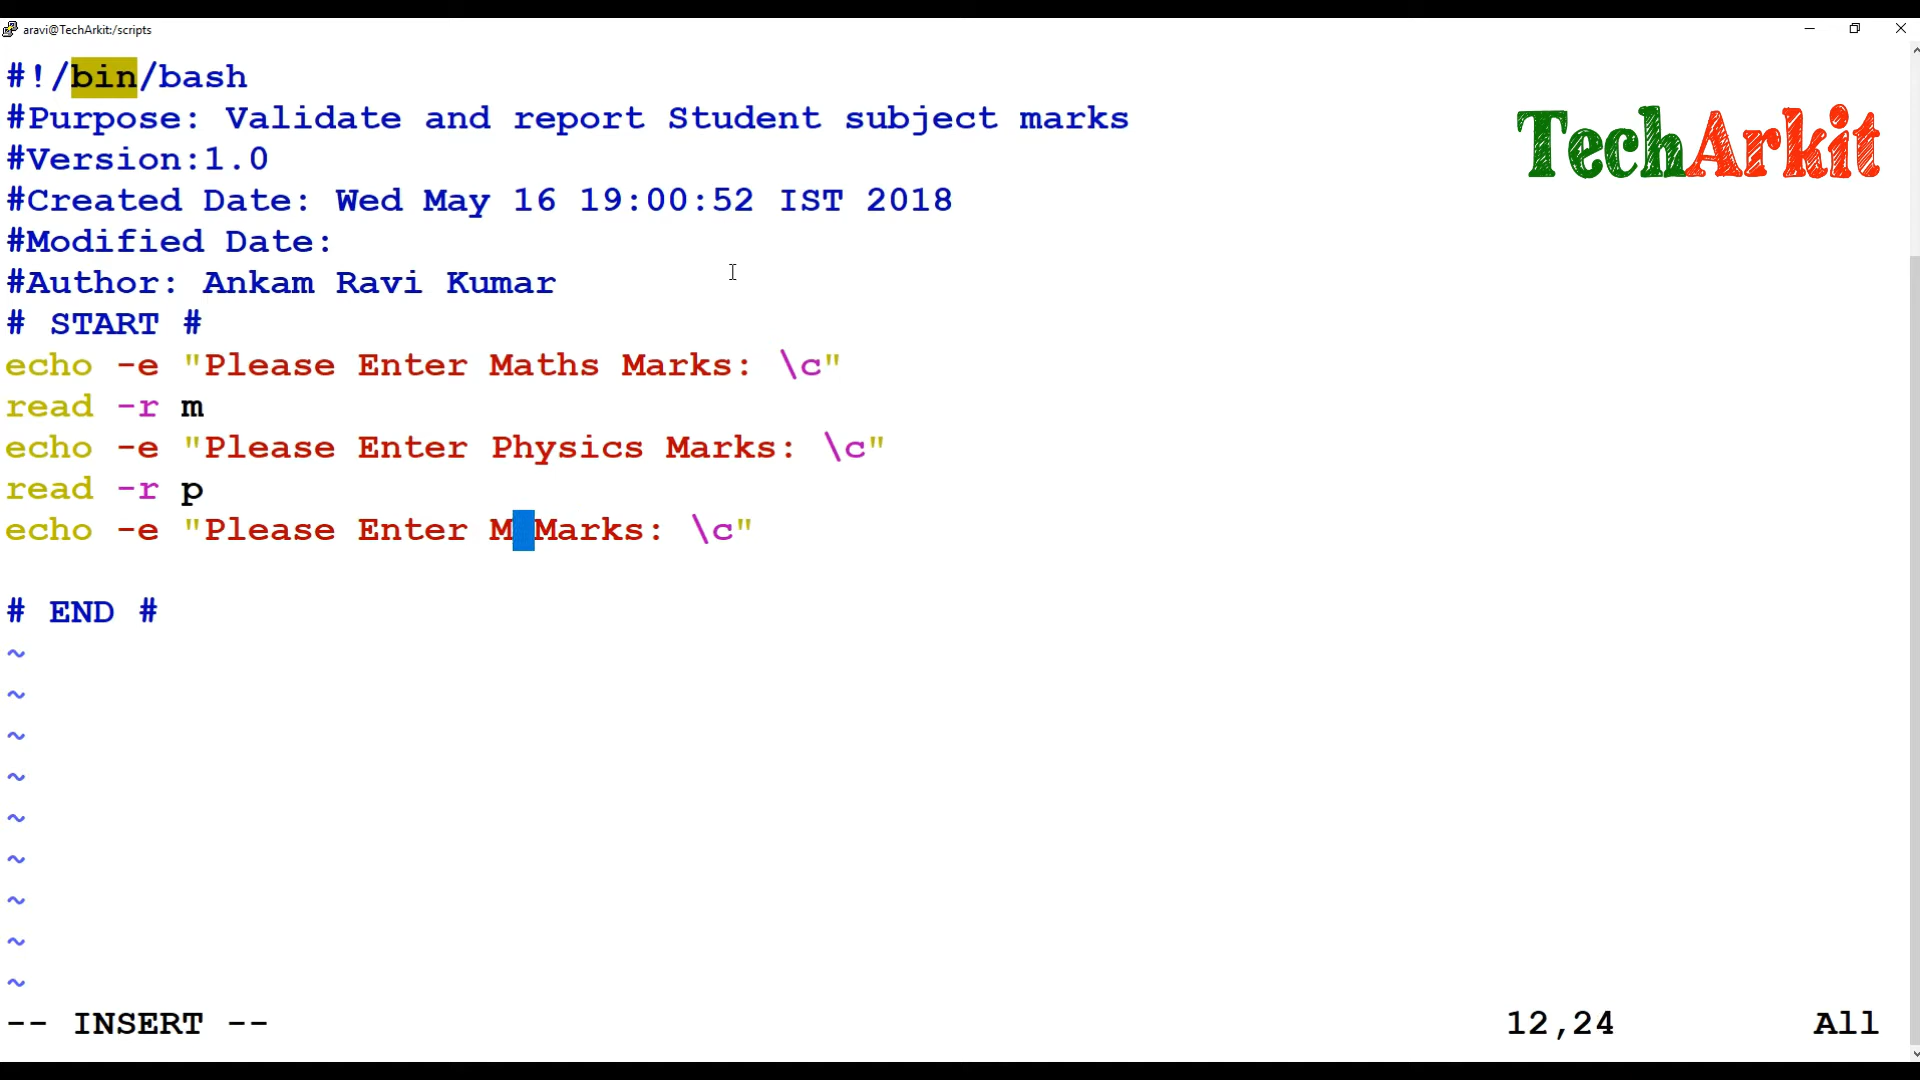 aravi@TechArkit:/scripts
#!/bin/bash
#Purpose: Validate and report Student subject marks
TechArkit
#Version:1.0
#Created Date: Wed May 16 19:00:52 IST 2018
#Modified Date:
#Author: Ankam Ravi Kumar
# START #
echo -e "Please Enter Maths Marks: \c"
read -r m
echo -e "Please Enter Physics Marks: \c"
read -r p
echo -e "Please Enter M Marks: \c"
# END #
~
~
~
~
~
~
~
~
~
-- INSERT -- 12,24 All